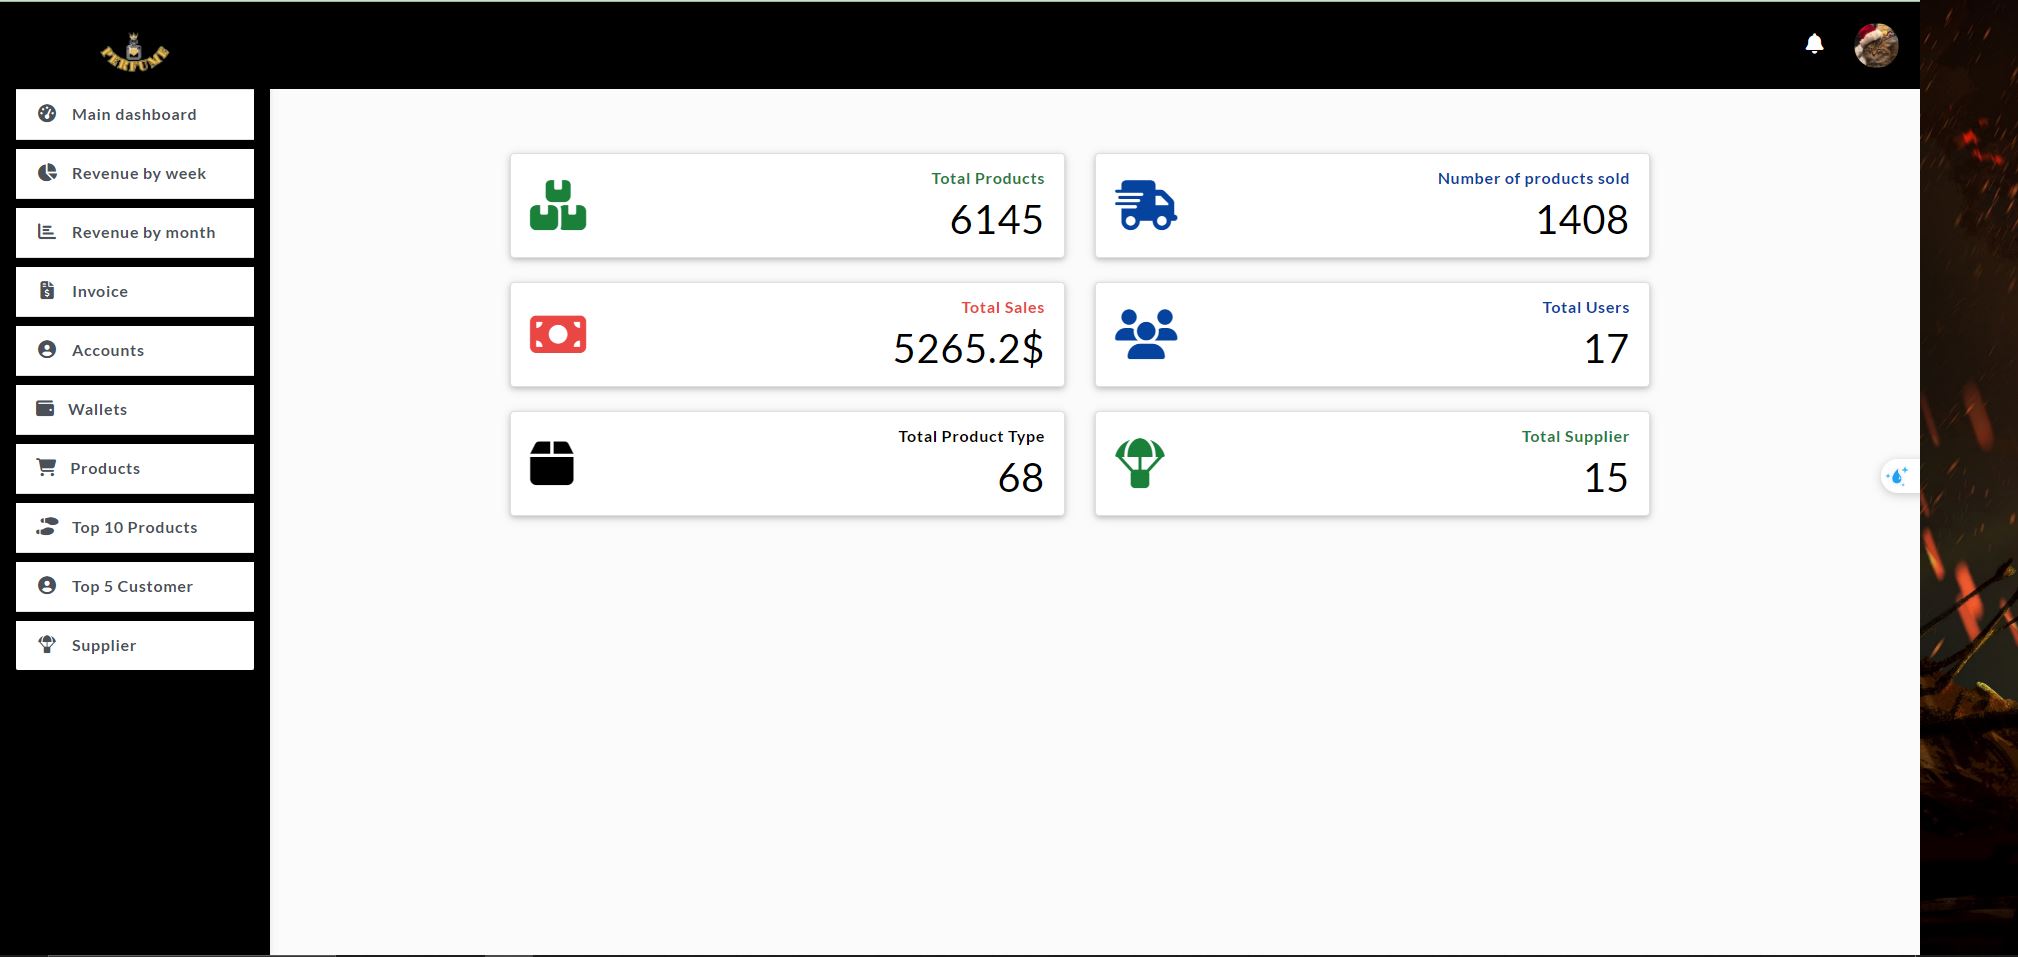 PERFUME
Main dashboard
Revenue by week
Revenue by month
Invoice
Accounts
Wallets
Products
Top 10 Products
Top 5 Customer
Supplier
Total Products
6145
Number of products sold
1408
Total Sales
5265.2$
Total Users
17
Total Product Type
68
Total Supplier
15